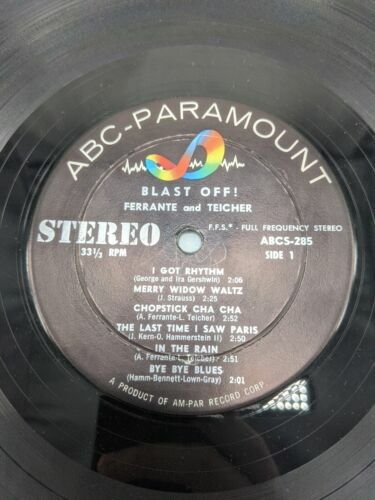 ABC-PARAMOUNT
BLAST OFF!
FERRANTE and TEICHER
F.F.S.* - FULL FREQUENCY STEREO
STEREO
ABCS-285
33⅓ RPM
SIDE 1
I GOT RHYTHM
(George and Ira Gershwin) 2:06
MERRY WIDOW WALTZ
(J. Strauss) 2:25
CHOPSTICK CHA CHA
(A. Ferrante-L. Teicher) 2:52
THE LAST TIME I SAW PARIS
(J. Kern-O. Hammerstein II) 2:50
IN THE RAIN
(A. Ferrante-L. Teicher) 2:51
BYE BYE BLUES
(Hamm-Bennett-Lown-Gray) 2:01
A PRODUCT OF AM-PAR RECORD CORP.